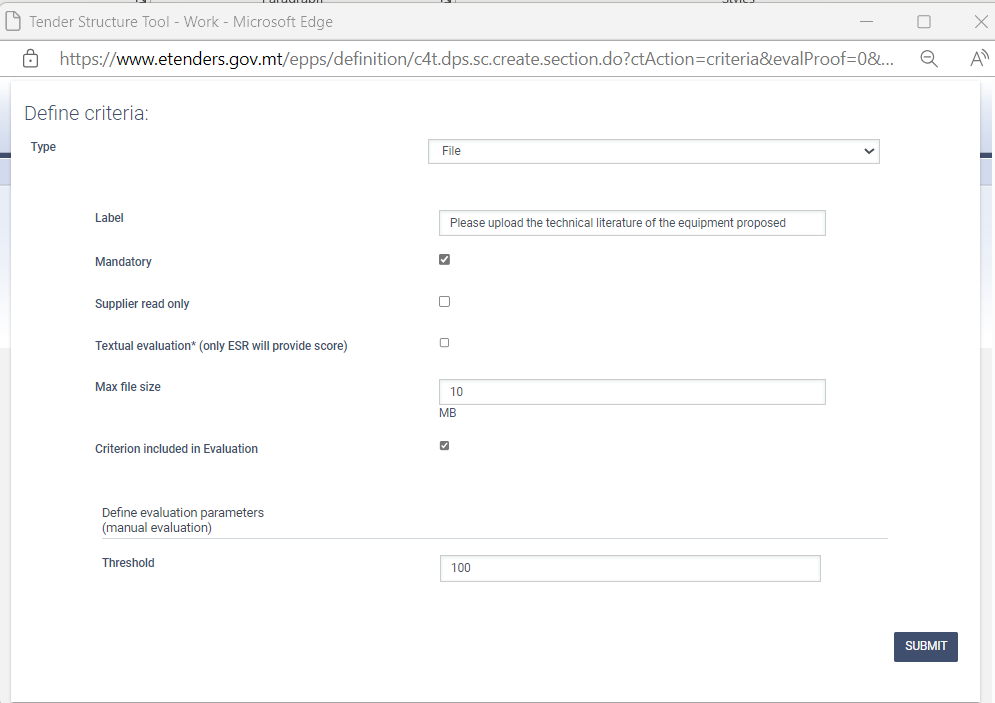 Tender Structure Tool - Work - Microsoft Edge
https://www.etenders.gov.mt/epps/definition/c4t.dps.sc.create.section.do?ctAction=criteria&evalProof=0&...
Define criteria:
Type File
Label Please upload the technical literature of the equipment proposed
Mandatory
Supplier read only
Textual evaluation* (only ESR will provide score)
Max file size 10
MB
Criterion included in Evaluation
Define evaluation parameters
(manual evaluation)
Threshold 100
SUBMIT